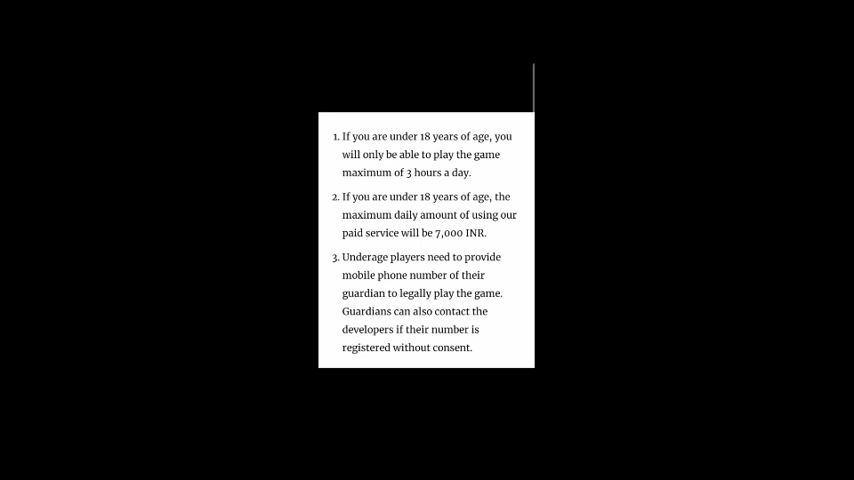 1. If you are under 18 years of age, you
will only be able to play the game
maximum of 3 hours a day.
2. If you are under 18 years of age, the
maximum daily amount of using our
paid service will be 7,000 INR.
3. Underage players need to provide
mobile phone number of their
guardian to legally play the game.
Guardians can also contact the
developers if their number is
registered without consent.